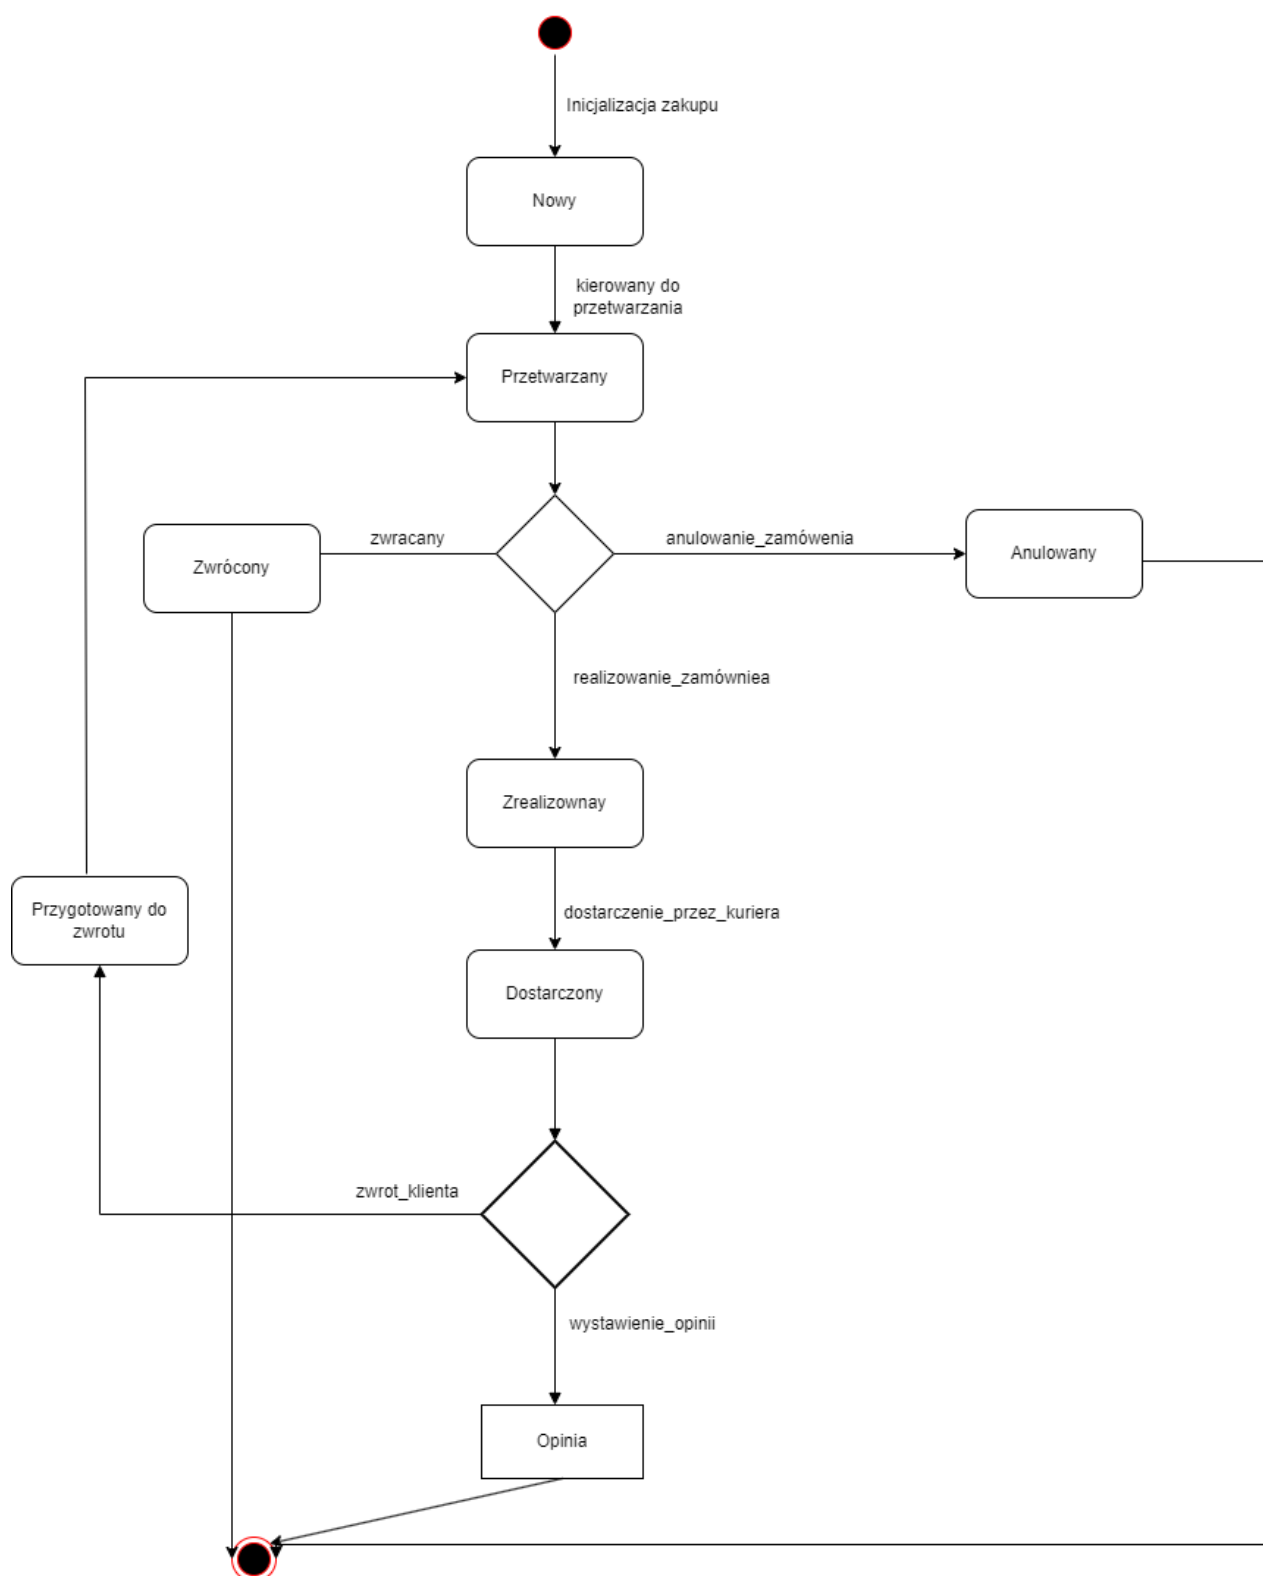 Inicjalizacja zakupu
Nowy
kierowany do
przetwarzania
Przetwarzany
zwracany
anulowanie_zamówenia
Zwrócony
Anulowany
realizowanie_zamówniea
Zrealizownay
Przygotowany do
zwrotu
dostarczenie_przez_kuriera
Dostarczony
zwrot_klienta
wystawienie_opinii
Opinia